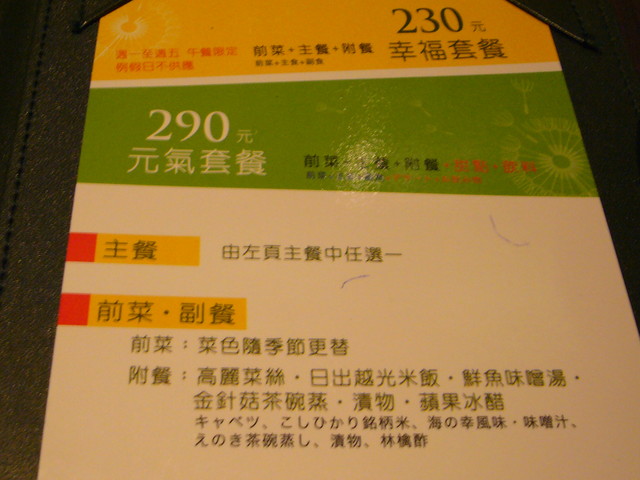 230元
幸福套餐
週一至週五 午餐限定
例假日不供應
前菜+主餐+附餐
前菜+主食+副食
290元
元氣套餐
前菜+主餐+附餐+甜點+飲料
主餐
由左頁主餐中任選一
前菜·副餐
前菜：菜色隨季節更替
附餐：高麗菜絲·日出越光米飯·鮮魚味噌湯·
金針菇茶碗蒸·漬物·蘋果冰醋
キャベツ、こしひかり銘柄米、海の幸風味·味噌汁、
えのき茶碗蒸し、漬物、林檎酢